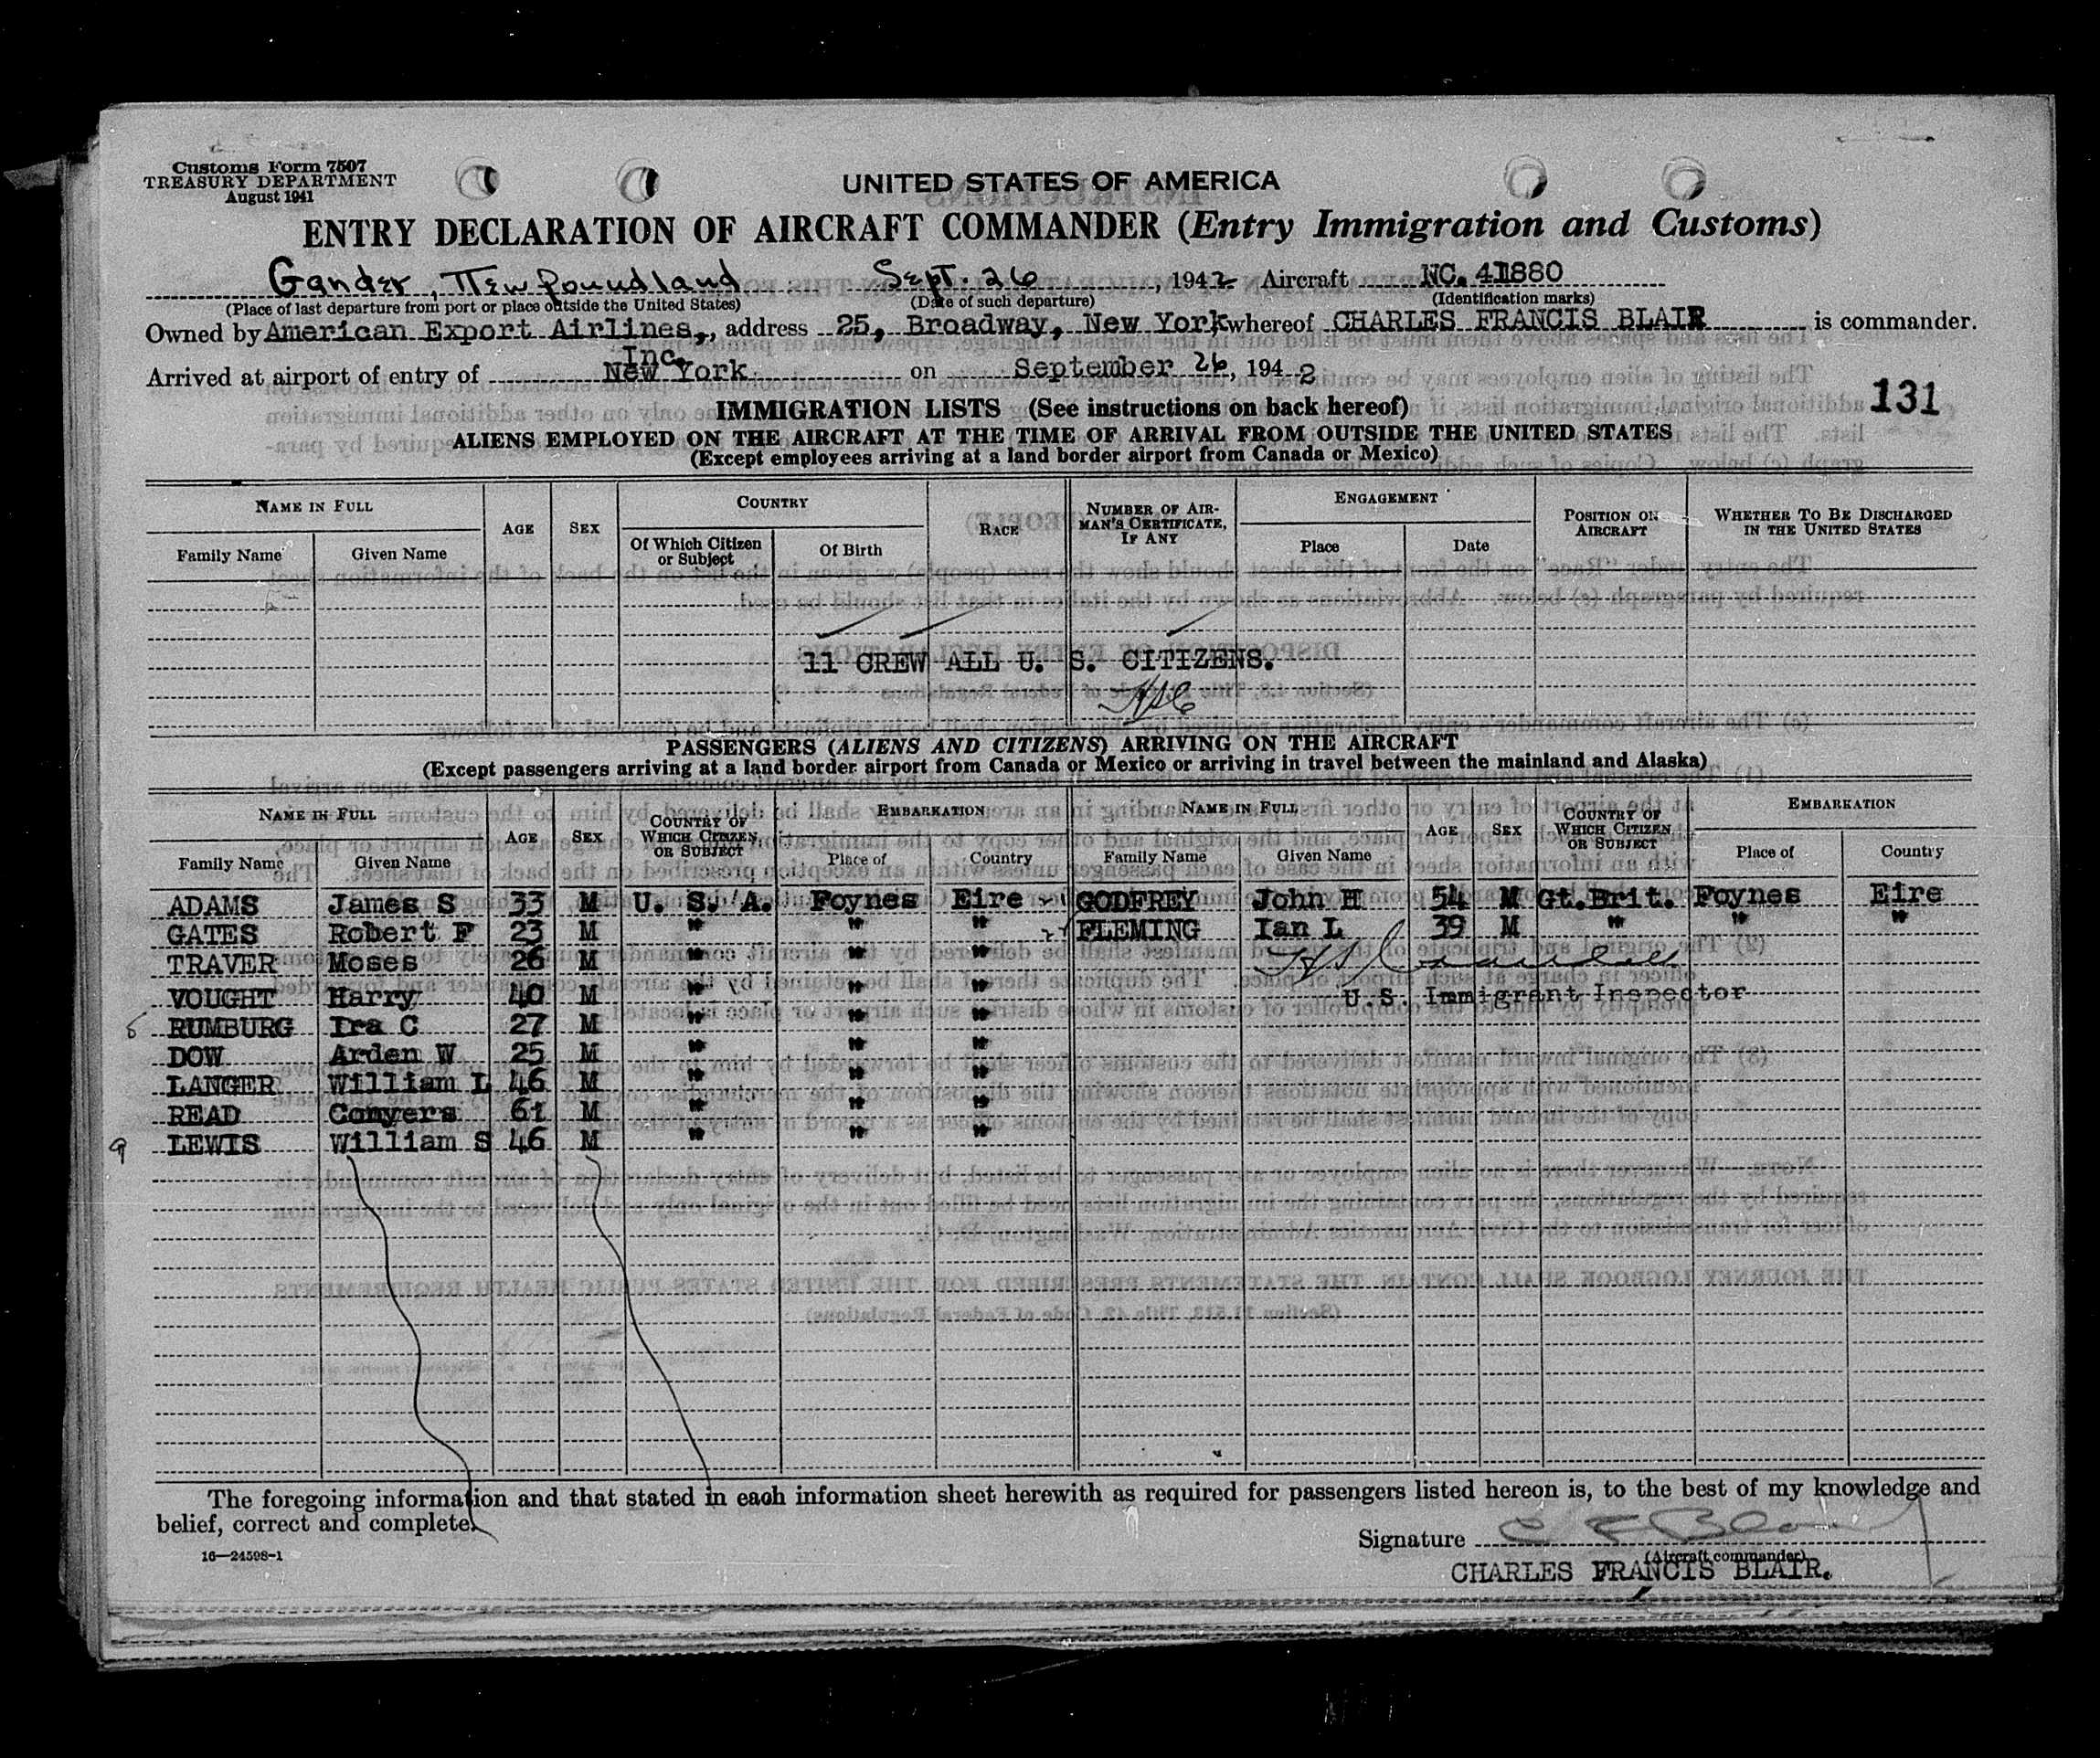 Customs Form 7507
TREASURY DEPARTMENT
August 1941
UNITED STATES OF AMERICA
ENTRY DECLARATION OF AIRCRAFT COMMANDER (Entry Immigration and Customs)
Gander, Newfoundland Sept. 26, 1942 Aircraft NC. 41880
(Place of last departure from port or place outside the United States) (Date of such departure) (Identification marks)
Owned by American Export Airlines, address 25, Broadway, New York whereof CHARLES FRANCIS BLAIR is commander.
Inc.
Arrived at airport of entry of New York on September 26, 1942
131
IMMIGRATION LISTS (See instructions on back hereof)
ALIENS EMPLOYED ON THE AIRCRAFT AT THE TIME OF ARRIVAL FROM OUTSIDE THE UNITED STATES
(Except employees arriving at a land border airport from Canada or Mexico)
NAME IN FULL AGE SEX COUNTRY RACE NUMBER OF AIRMAN'S CERTIFICATE, IF ANY ENGAGEMENT POSITION ON AIRCRAFT WHETHER TO BE DISCHARGED IN THE UNITED STATES
Family Name Given Name Of Which Citizen or Subject Of Birth Place Date
11 CREW ALL U. S. CITIZENS.
PASSENGERS (ALIENS AND CITIZENS) ARRIVING ON THE AIRCRAFT
(Except passengers arriving at a land border airport from Canada or Mexico or arriving in travel between the mainland and Alaska)
NAME IN FULL AGE SEX COUNTRY OF WHICH CITIZEN OR SUBJECT EMBARKATION NAME IN FULL AGE SEX COUNTRY OF WHICH CITIZEN OR SUBJECT EMBARKATION
Family Name Given Name Place of Country Family Name Given Name Place of Country
ADAMS James S 33 M U. S. A. Foynes Eire GODFREY John H 54 M Gt.Brit. Foynes Eire
GATES Robert F 23 M " " " FLEMING Ian L 39 M " " "
TRAVER Moses 26 M " " "
VOUGHT Harry 40 M " " " U.S. Immigrant Inspector
RUMBURG Ira C 27 M " " "
DOW Arden W 25 M " " "
LANGER William L 46 M " " "
READ Conyers 61 M " " "
9 LEWIS William S 46 M " " "
The foregoing information and that stated in each information sheet herewith as required for passengers listed hereon is, to the best of my knowledge and
belief, correct and complete.
Signature C F Blair
(Aircraft commander)
CHARLES FRANCIS BLAIR.
16—24598-1